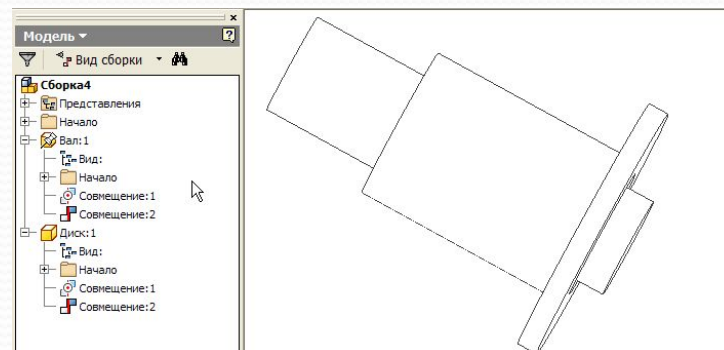 Модель
Вид сборки
Сборка4
Представления
Начало
Вал:1
Вид:
Начало
Совмещение:1
Совмещение:2
Диск:1
Вид:
Начало
Совмещение:1
Совмещение:2